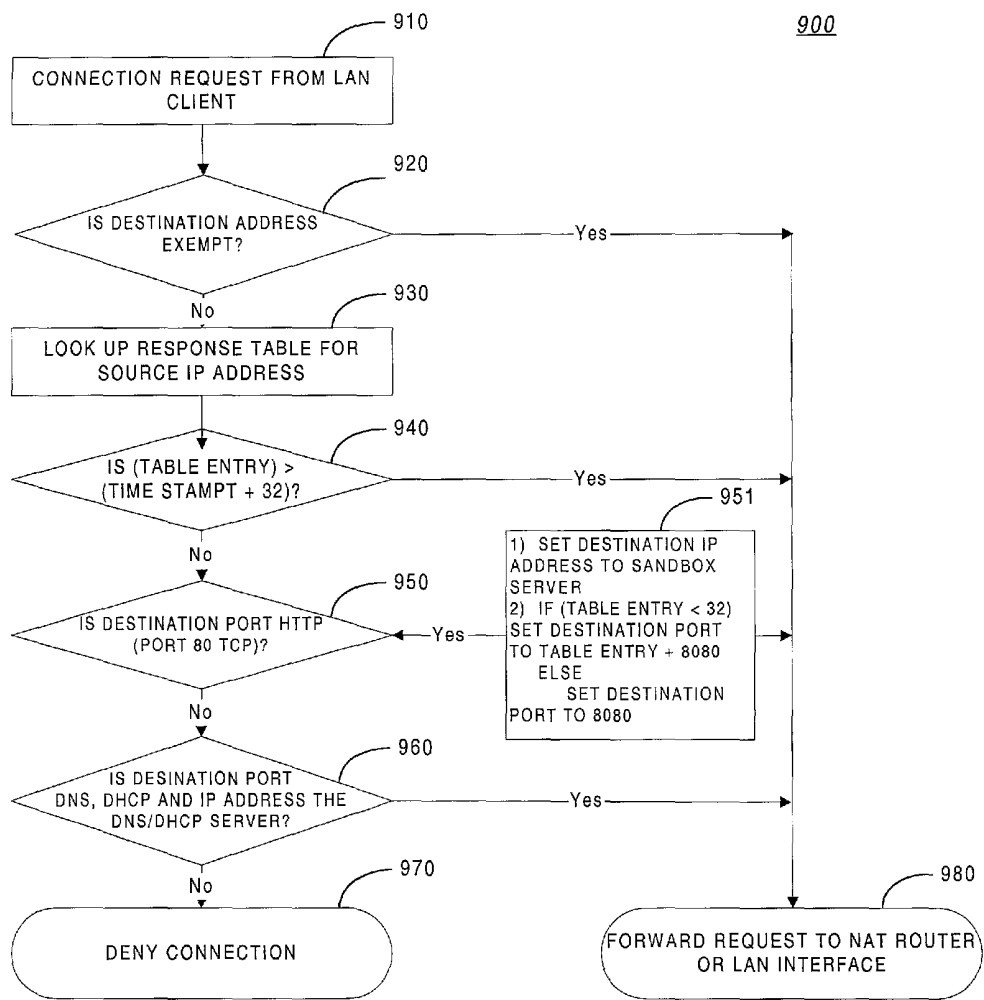 910
900
CONNECTION REQUEST FROM LAN
CLIENT
920
IS DESTINATION ADDRESS
EXEMPT?
Yes
No
930
LOOK UP RESPONSE TABLE FOR
SOURCE IP ADDRESS
940
IS (TABLE ENTRY) >
(TIME STAMPT + 32)?
Yes
No
951
1) SET DESTINATION IP
ADDRESS TO SANDBOX
SERVER
2) IF (TABLE ENTRY < 32)
SET DESTINATION PORT
TO TABLE ENTRY + 8080
ELSE
SET DESTINATION
PORT TO 8080
950
IS DESTINATION PORT HTTP
(PORT 80 TCP)?
Yes
No
960
IS DESINATION PORT
DNS, DHCP AND IP ADDRESS THE
DNS/DHCP SERVER?
Yes
No
970
DENY CONNECTION
980
FORWARD REQUEST TO NAT ROUTER
OR LAN INTERFACE